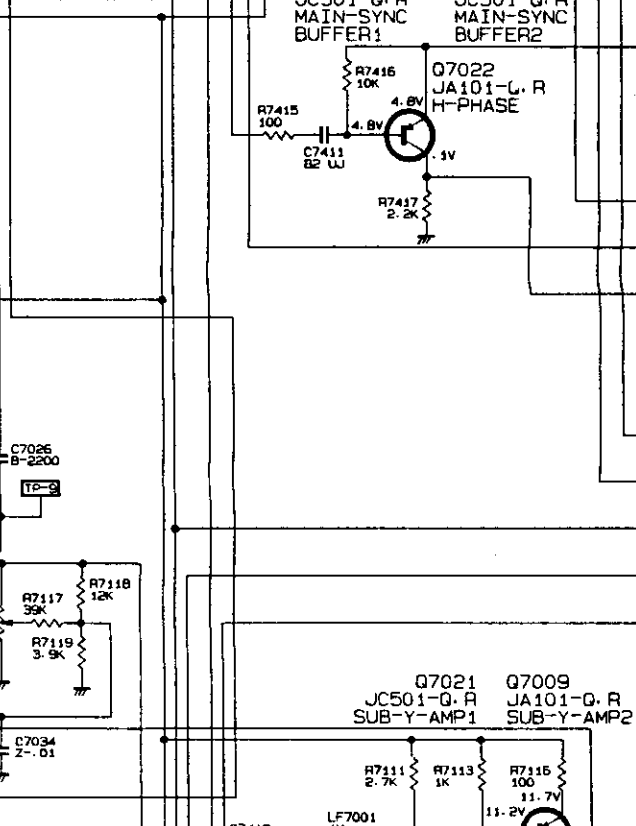 MAIN-SYNC
BUFFER1
MAIN-SYNC
BUFFER2
R7416
10K
Q7022
JA101-Q.R
H-PHASE
4.8V
R7415
100
4.8V
C7411
.1V
R7417
2.2K
C7026
B-2200
TP-9
R7118
12K
R7117
39K
R7119
3.9K
Q7021
JC501-Q.R
SUB-Y-AMP1
Q7009
JA101-Q.R
SUB-Y-AMP2
C7034
Z-.01
R7111
2.7K
R7113
1K
R7116
100
11.7V
11.2V
LF7001